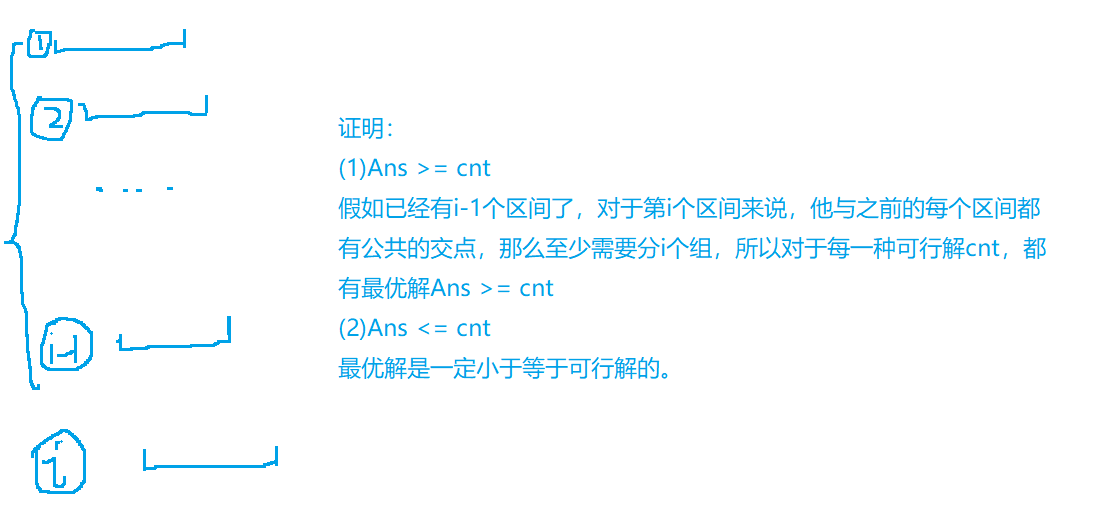 1
2
证明：
(1)Ans >= cnt
假如已经有i-1个区间了，对于第i个区间来说，他与之前的每个区间都
有公共的交点，那么至少需要分i个组，所以对于每一种可行解cnt，都
有最优解Ans >= cnt
(2)Ans <= cnt
最优解是一定小于等于可行解的。
i-1
i